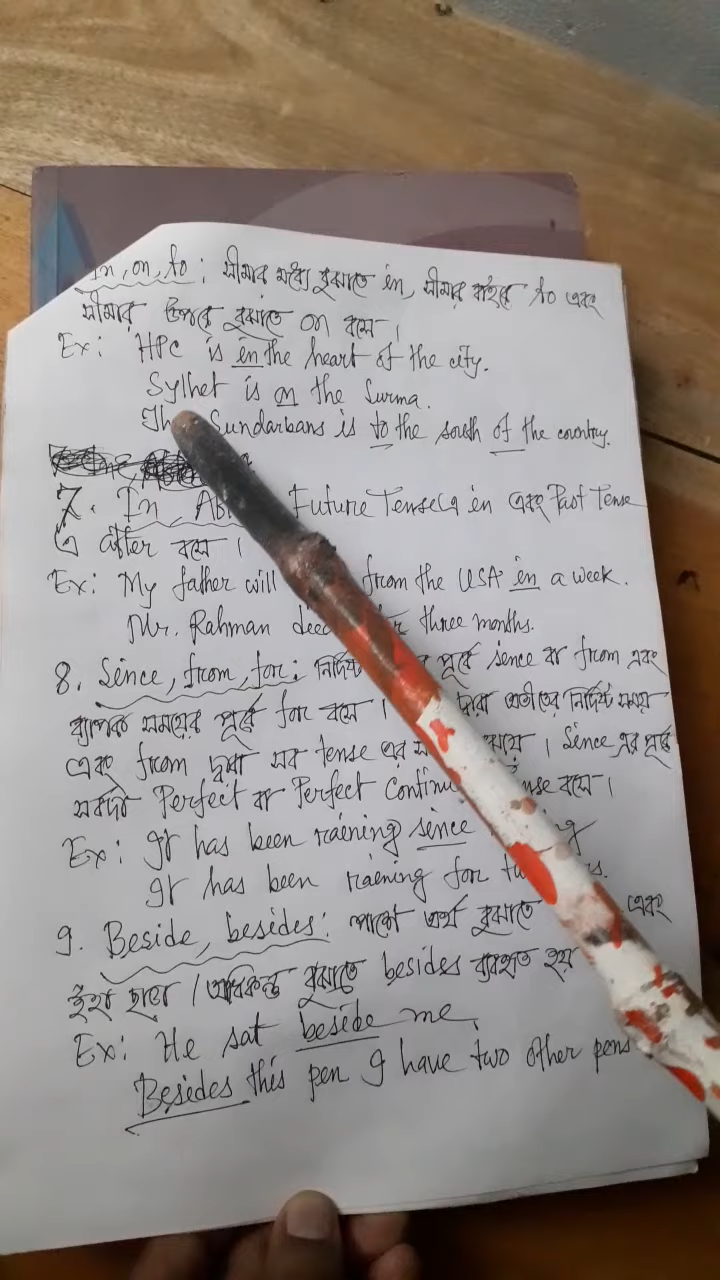 In, on, to : সীমার মধ্যে বুঝাতে in, সীমার বাইরে to এবং
সীমার উপরে বুঝাতে on বসে।
Ex: HPC is in the heart of the city.
Sylhet is on the Surma.
Sundarbans is to the south of the country.
7. In, Future Tense এ in এবং Past Tense
এ after বসে।
Ex: My father will from the USA in a week.
Mr. Rahman three months.
8. Since, from, for: পূর্বে since বা from এবং
ব্যাপক সময়ের পূর্বে for বসে। দ্বারা অতীতের নির্দিষ্ট সময়
এবং from দ্বারা সব tense এর। Since এর পূর্বে
সর্বদা Perfect বা Perfect বসে।
Ex: It has been raining since
It has been raining for
9. Beside, besides: পাশে অর্থ বুঝাতে এবং
ইহা ছাড়া / অধিকন্তু বুঝাতে besides ব্যবহৃত হয়
Ex: He sat beside me.
Besides this pen I have two other pens